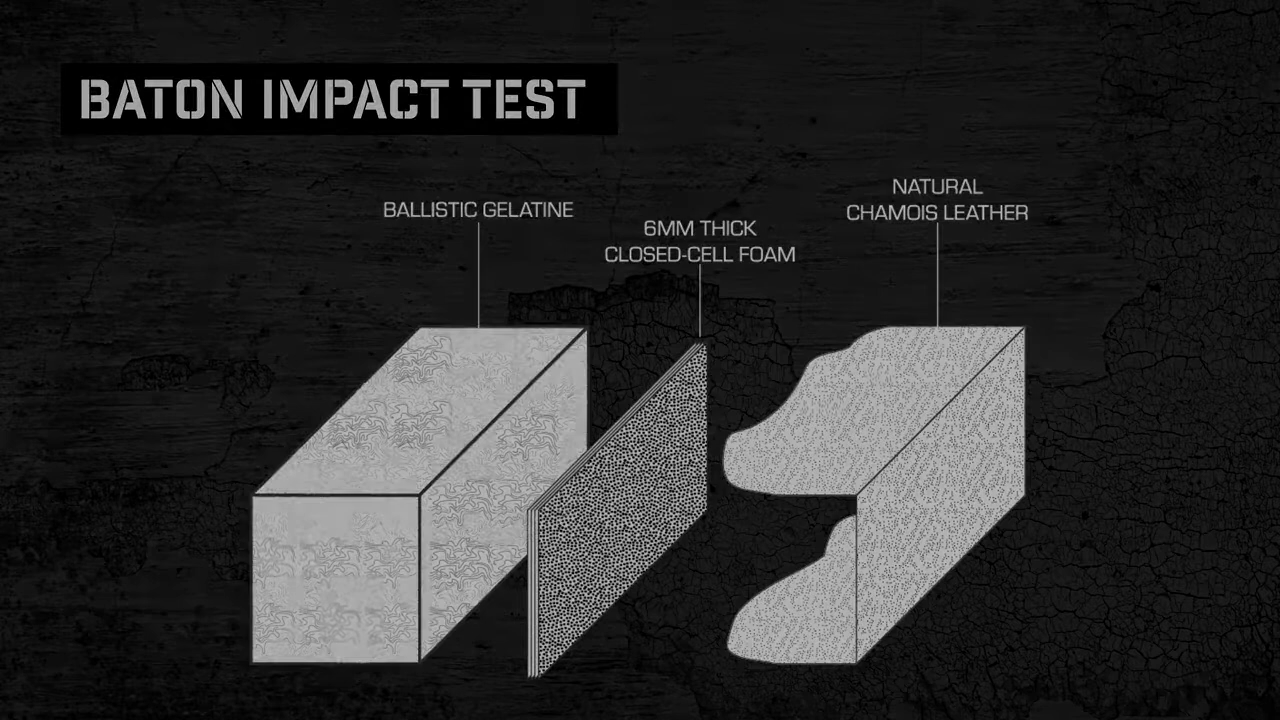 BATON IMPACT TEST
BALLISTIC GELATINE
6MM THICK
CLOSED-CELL FOAM
NATURAL
CHAMOIS LEATHER